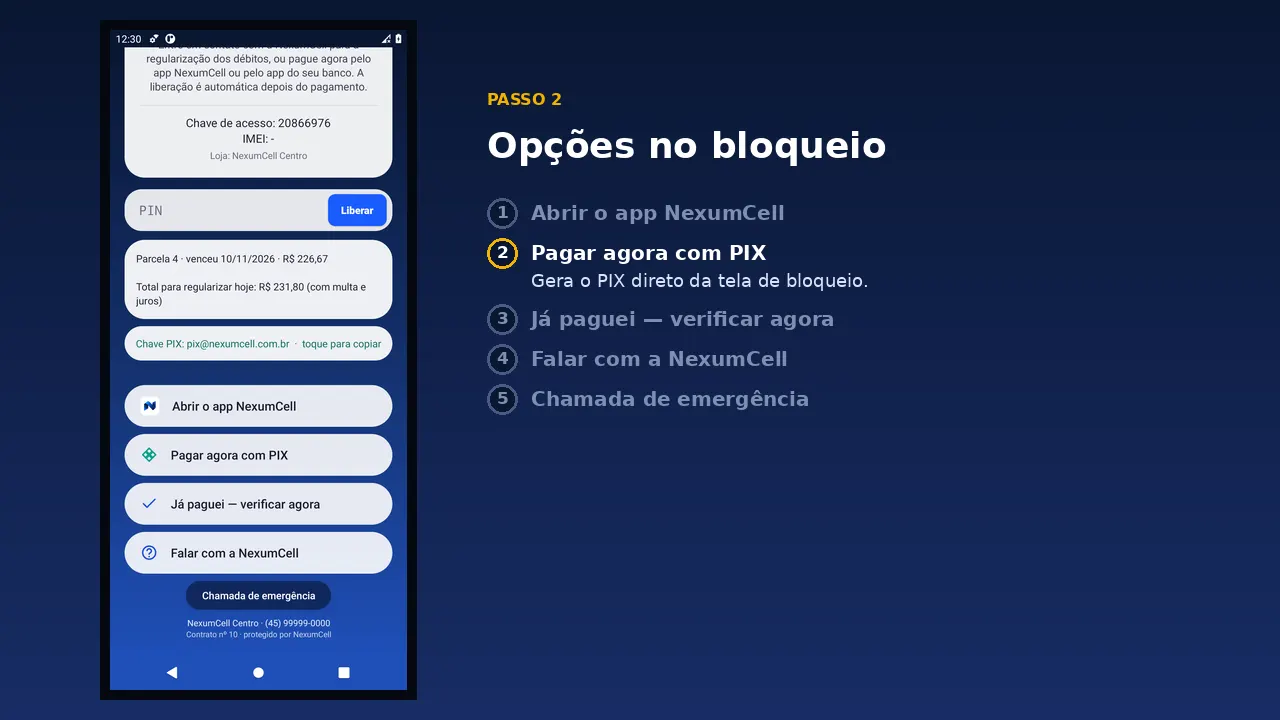 12:30
regularização dos débitos, ou pague agora pelo
app NexumCell ou pelo app do seu banco. A
liberação é automática depois do pagamento.
Chave de acesso: 20866976
IMEI: -
Loja: NexumCell Centro
PIN
Liberar
Parcela 4 · venceu 10/11/2026 · R$ 226,67
Total para regularizar hoje: R$ 231,80 (com multa e
juros)
Chave PIX: pix@nexumcell.com.br · toque para copiar
Abrir o app NexumCell
Pagar agora com PIX
Já paguei — verificar agora
Falar com a NexumCell
Chamada de emergência
NexumCell Centro · (45) 99999-0000
Contrato nº 10 · protegido por NexumCell
PASSO 2
Opções no bloqueio
1 Abrir o app NexumCell
2 Pagar agora com PIX
Gera o PIX direto da tela de bloqueio.
3 Já paguei — verificar agora
4 Falar com a NexumCell
5 Chamada de emergência